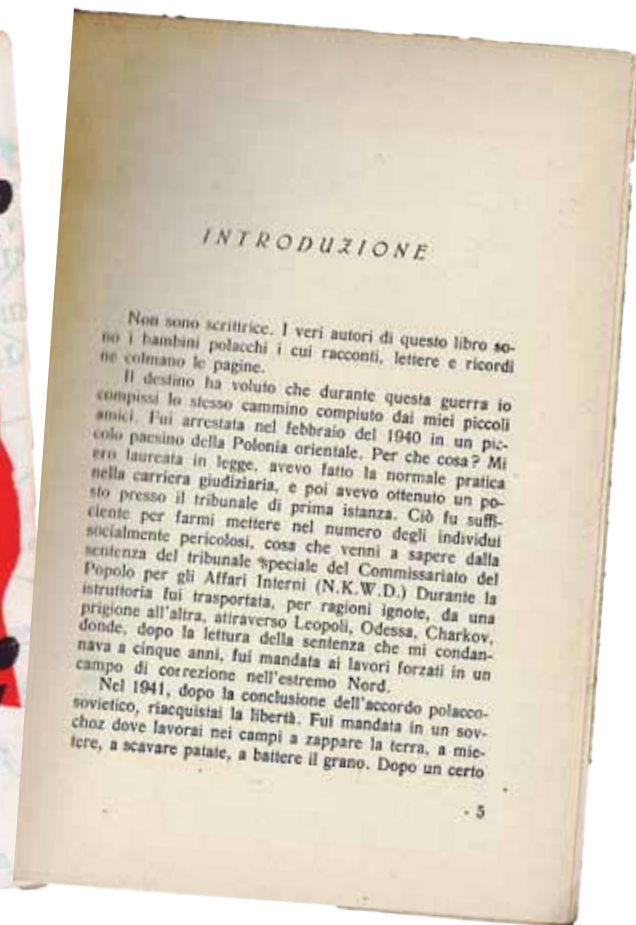 INTRODUZIONE
Non sono scrittrice. I veri autori di questo libro so-
no i bambini polacchi i cui racconti, lettere e ricordi
ne colmano le pagine.
Il destino ha voluto che durante questa guerra io
compissi lo stesso cammino compiuto dai miei piccoli
amici. Fui arrestata nel febbraio del 1940 in un pic-
colo paesino della Polonia orientale. Per che cosa? Mi
ero laureata in legge, avevo fatto la normale pratica
nella carriera giudiziaria, e poi avevo ottenuto un po-
sto presso il tribunale di prima istanza. Ciò fu suffi-
ciente per farmi mettere nel numero degli individui
socialmente pericolosi, cosa che venni a sapere dalla
sentenza del tribunale speciale del Commissariato del
Popolo per gli Affari Interni (N.K.W.D.) Durante la
istruttoria fui trasportata, per ragioni ignote, da una
prigione all'altra, attraverso Leopoli, Odessa, Charkov,
donde, dopo la lettura della sentenza che mi condan-
nava a cinque anni, fui mandata ai lavori forzati in un
campo di correzione nell'estremo Nord.
Nel 1941, dopo la conclusione dell'accordo polacco-
sovietico, riacquistai la libertà. Fui mandata in un sov-
choz dove lavorai nei campi a zappare la terra, a mie-
tere, a scavare patate, a battere il grano. Dopo un certo
- 5